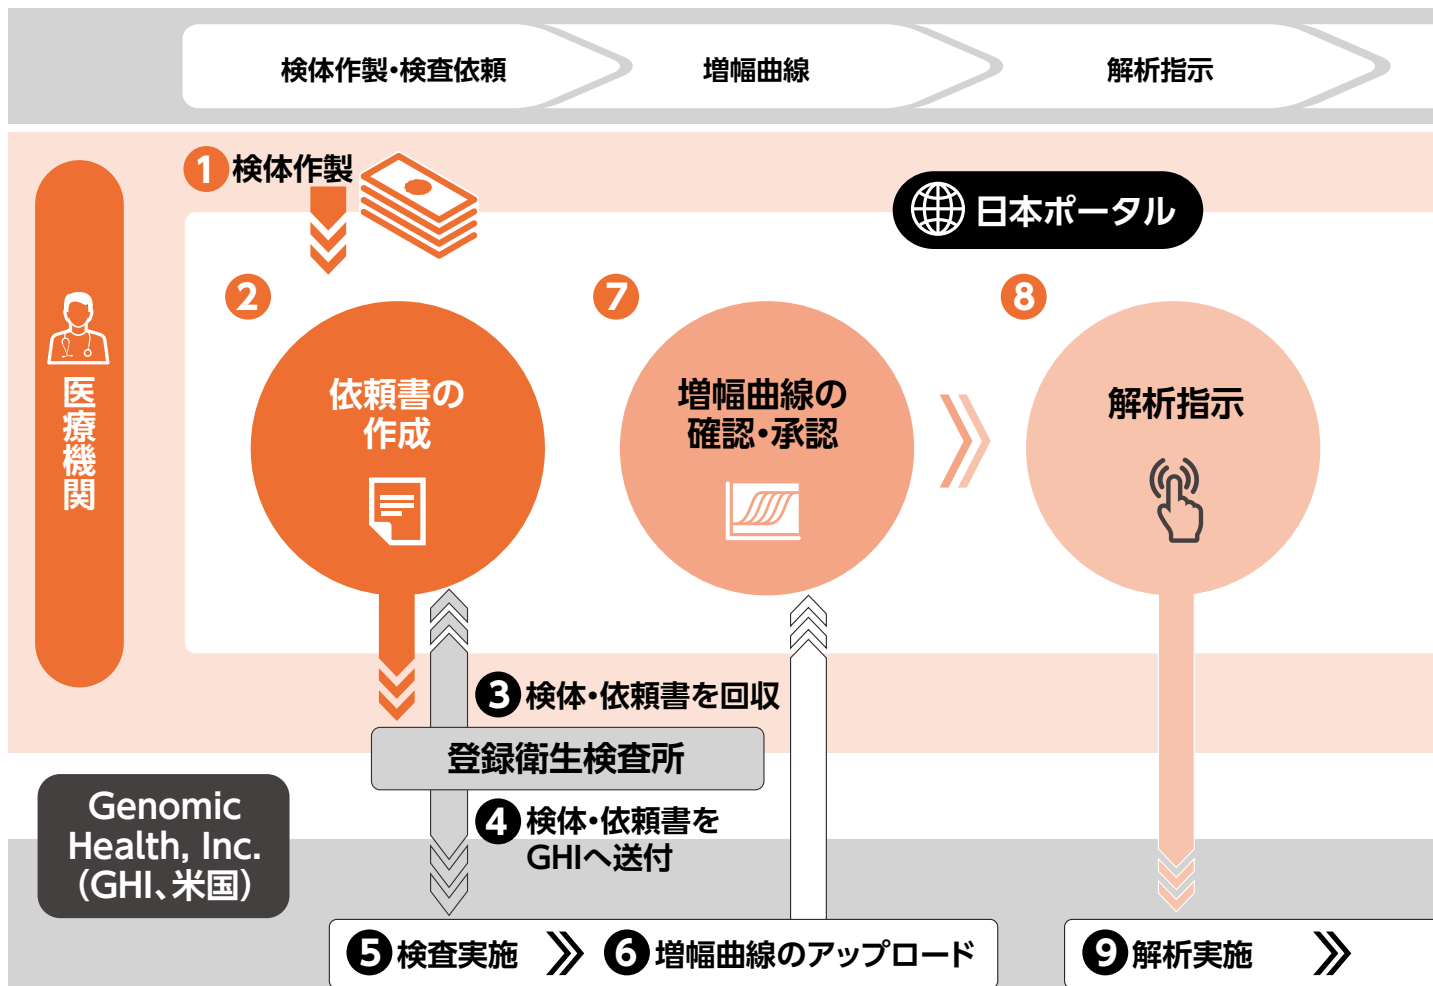 検体作製・検査依頼
増幅曲線
解析指示
1 検体作製
日本ポータル
医療機関
2
依頼書の
作成
7
増幅曲線の
確認・承認
8
解析指示
3 検体・依頼書を回収
登録衛生検査所
4 検体・依頼書を
GHIへ送付
Genomic
Health, Inc.
(GHI、米国)
5 検査実施
6 増幅曲線のアップロード
9 解析実施